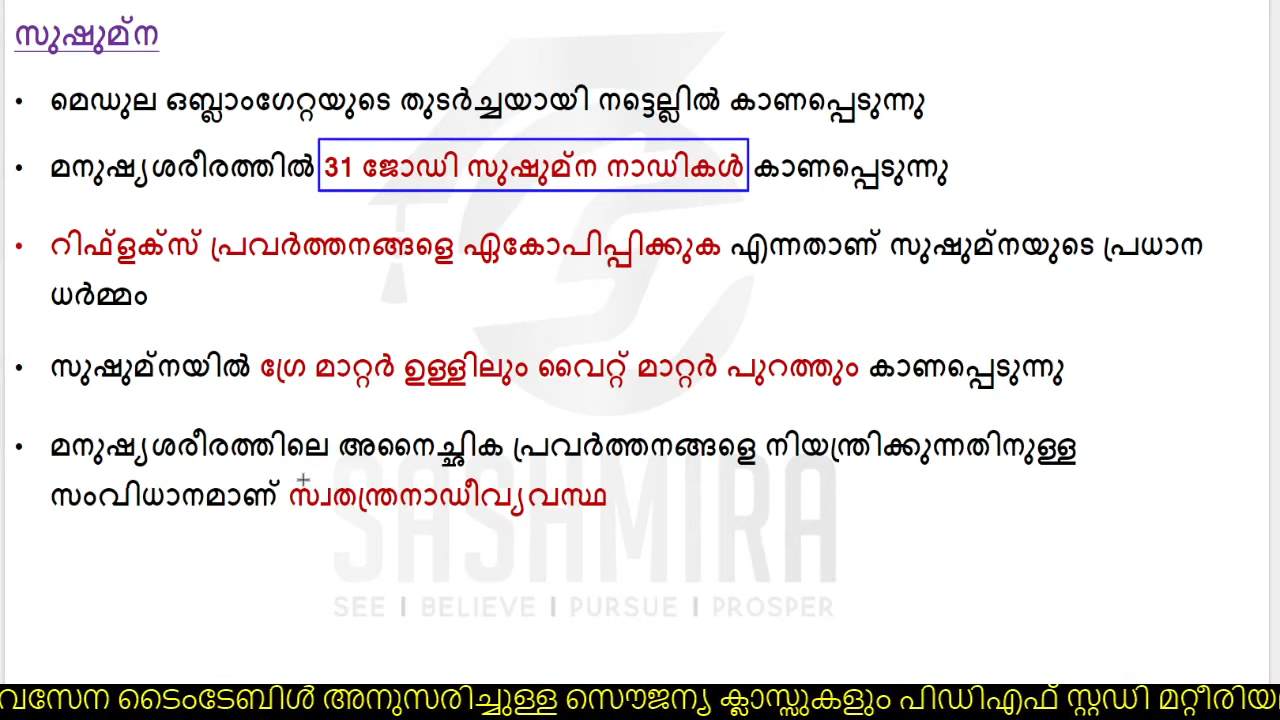 സുഷുമ്ന
• മെഡുല ഒബ്ലാംഗേറ്റയുടെ തുടർച്ചയായി നട്ടെല്ലിൽ കാണപ്പെടുന്നു
• മനുഷ്യശരീരത്തിൽ 31 ജോഡി സുഷുമ്ന നാഡികൾ കാണപ്പെടുന്നു
• റിഫ്ളക്സ് പ്രവർത്തനങ്ങളെ ഏകോപിപ്പിക്കുക എന്നതാണ് സുഷുമ്നയുടെ പ്രധാന
ധർമ്മം
• സുഷുമ്നയിൽ ഗ്രേ മാറ്റർ ഉള്ളിലും വൈറ്റ് മാറ്റർ പുറത്തും കാണപ്പെടുന്നു
• മനുഷ്യശരീരത്തിലെ അനൈച്ഛിക പ്രവർത്തനങ്ങളെ നിയന്ത്രിക്കുന്നതിനുള്ള
സംവിധാനമാണ് സ്വതന്ത്രനാഡീവ്യവസ്ഥ
SASHMIRA
SEE | BELIEVE | PURSUE | PROSPER
വസേന ടൈംടേബിൾ അനുസരിച്ചുള്ള സൌജന്യ ക്ലാസ്സുകളും പിഡിഎഫ് സ്റ്റഡി മറ്റീരിയ